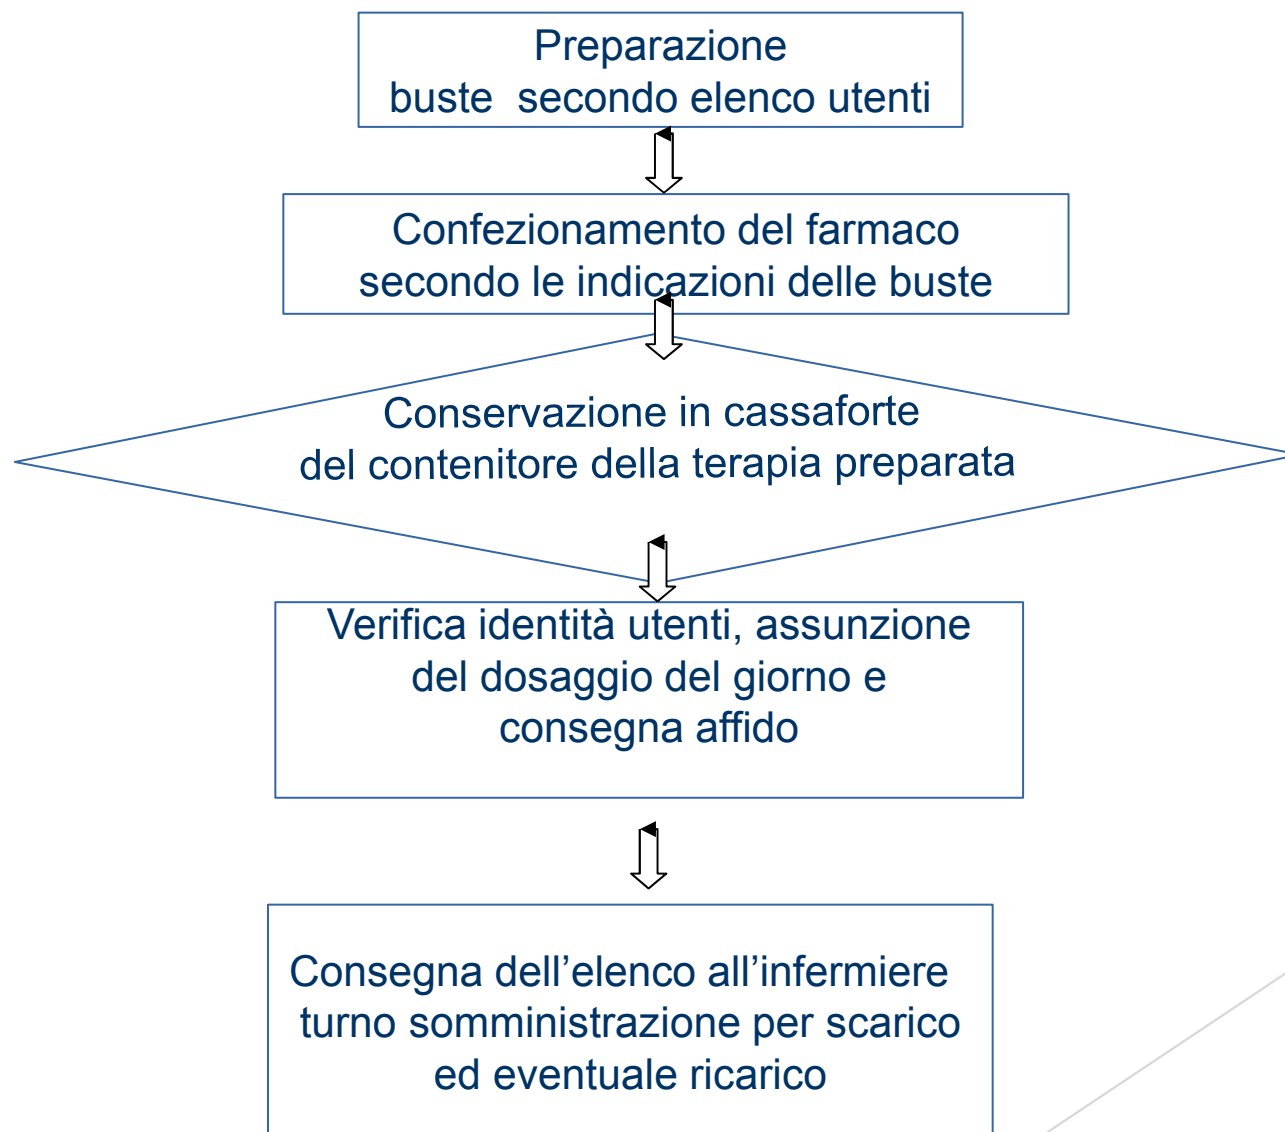 Preparazione
buste secondo elenco utenti
Confezionamento del farmaco
secondo le indicazioni delle buste
Conservazione in cassaforte
del contenitore della terapia preparata
Verifica identità utenti, assunzione
del dosaggio del giorno e
consegna affido
Consegna dell’elenco all’infermiere
turno somministrazione per scarico
ed eventuale ricarico